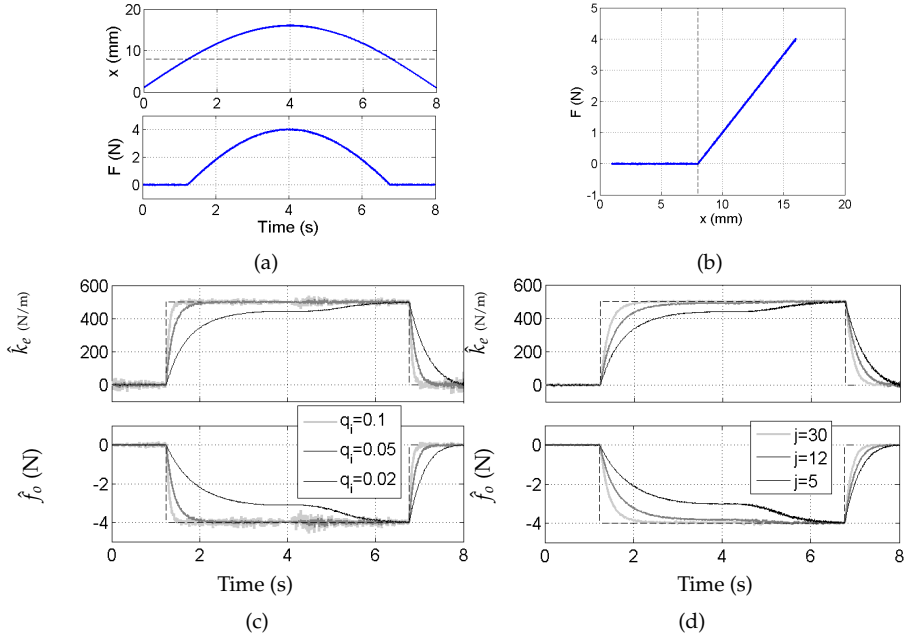 20
10
0
x (mm)
0 2 4 6 8
4
2
0
F (N)
0 2 4 6 8
Time (s)
(a)
5
4
3
2
1
0
-1
F (N)
0 5 10 15 20
x (mm)
(b)
600
400
200
0
k̂e (N/m)
0
−2
−4
f̂o (N)
qi=0.1
qi=0.05
qi=0.02
0 2 4 6 8
Time (s)
(c)
600
400
200
0
k̂e (N/m)
0
−2
−4
f̂o (N)
j=30
j=12
j=5
0 2 4 6 8
Time (s)
(d)